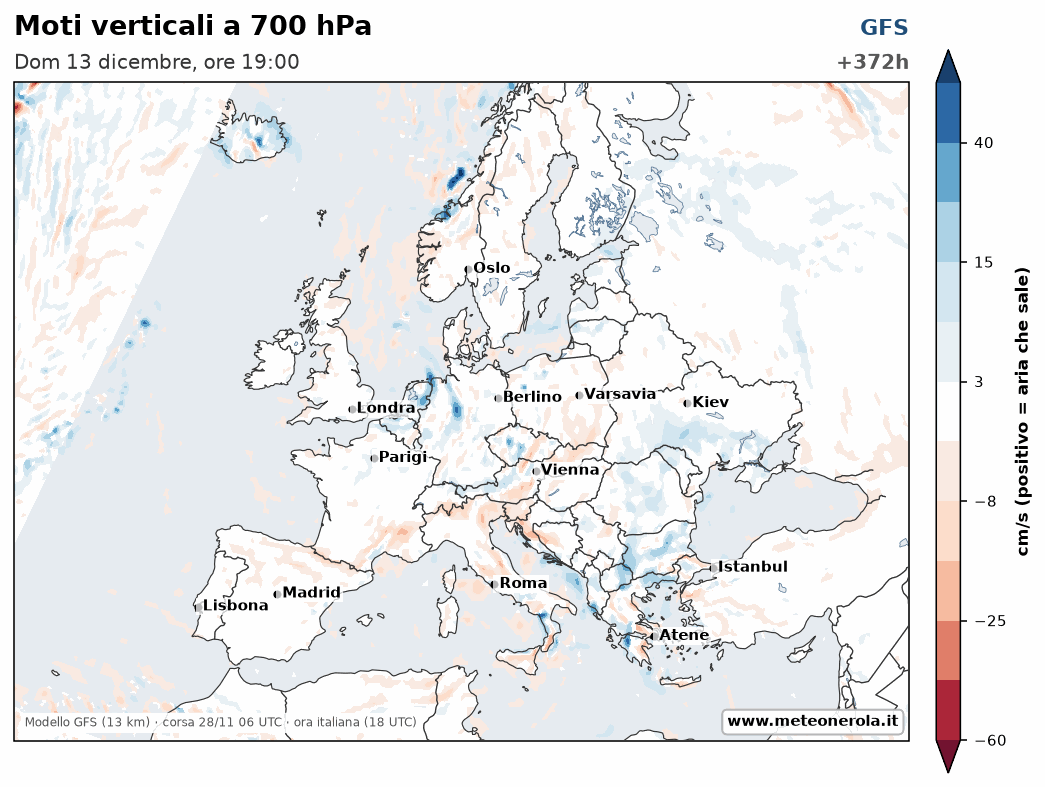 Moti verticali a 700 hPa
GFS
Dom 13 dicembre, ore 19:00
+372h
40
15
3
−8
−25
−60
cm/s (positivo = aria che sale)
Oslo
Londra
Berlino
Varsavia
Kiev
Parigi
Vienna
Istanbul
Roma
Madrid
Lisbona
Atene
Modello GFS (13 km) · corsa 28/11 06 UTC · ora italiana (18 UTC)
www.meteonerola.it